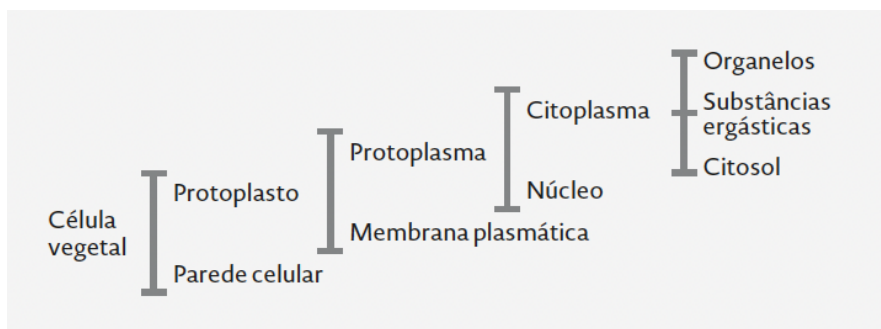 Célula
vegetal
Protoplasto
Parede celular
Protoplasma
Membrana plasmática
Citoplasma
Núcleo
Organelos
Substâncias
ergásticas
Citosol